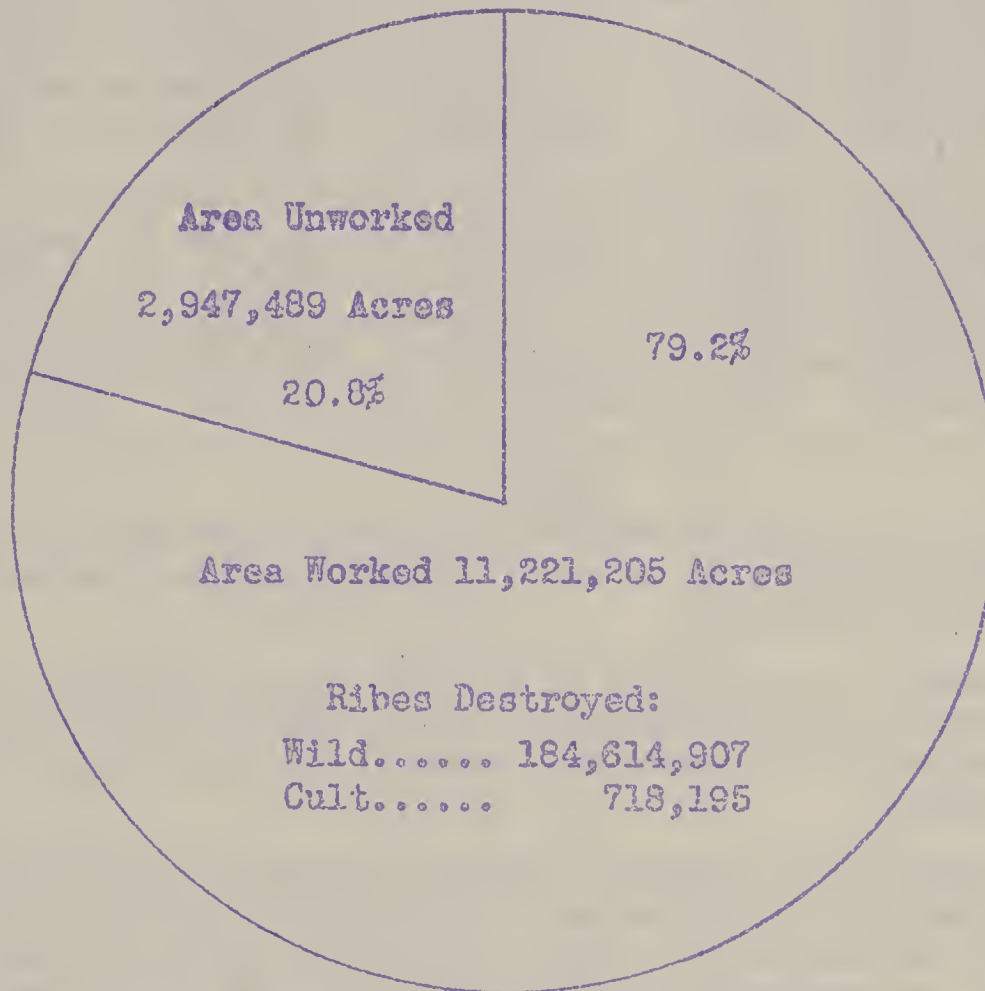 Area Unworked
2,947,489 Acres
20.8%
79.2%
Area Worked 11,221,205 Acres
Ribes Destroyed:
Wild...... 184,614,907
Cult...... 718,195